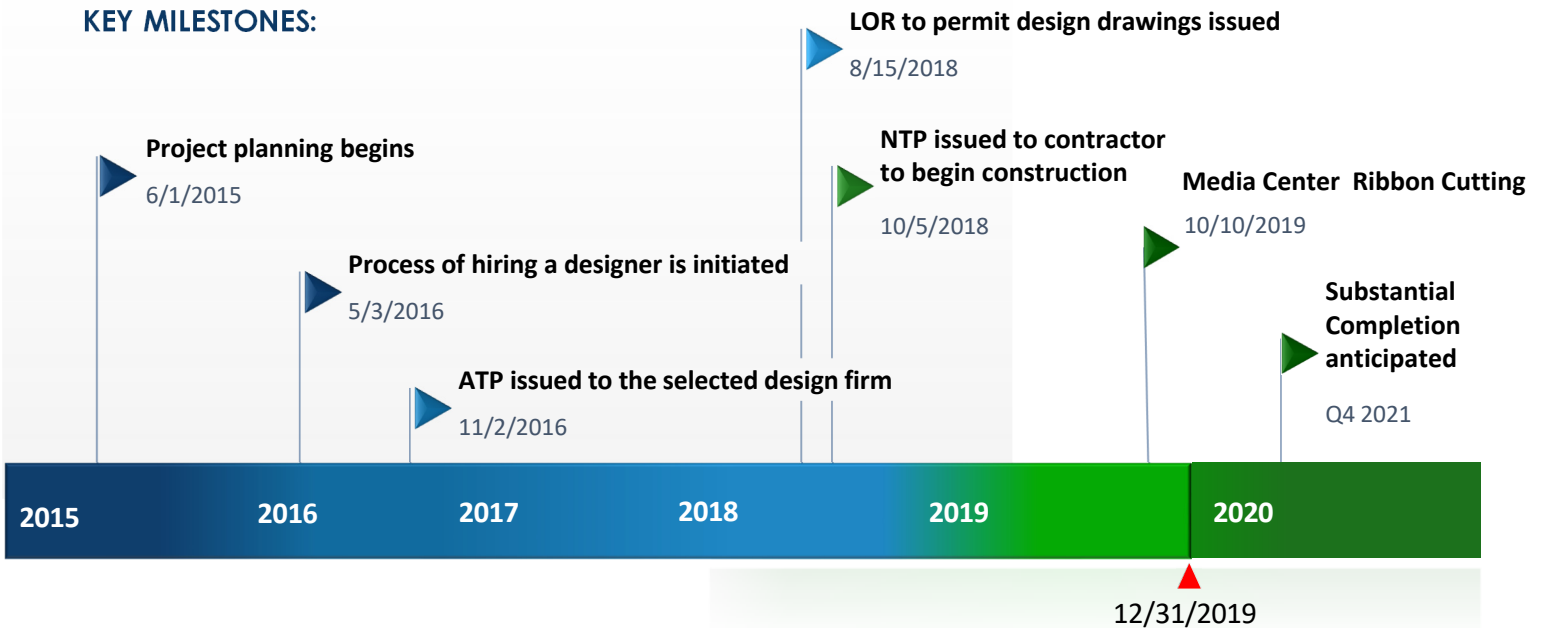 KEY MILESTONES:
LOR to permit design drawings issued
8/15/2018
Project planning begins
6/1/2015
NTP issued to contractor
to begin construction
10/5/2018
Media Center Ribbon Cutting
10/10/2019
Process of hiring a designer is initiated
5/3/2016
Substantial
Completion
anticipated
Q4 2021
ATP issued to the selected design firm
11/2/2016
2015 2016 2017 2018 2019 2020
12/31/2019